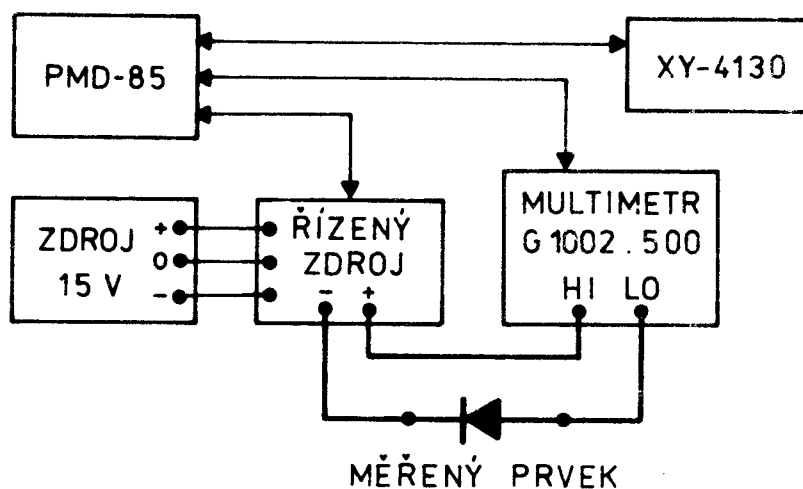 PMD-85
XY-4130
ZDROJ
15 V
+
0
−
ŘÍZENÝ
ZDROJ
− +
MULTIMETR
G 1002.500
HI LO
MĚŘENÝ PRVEK